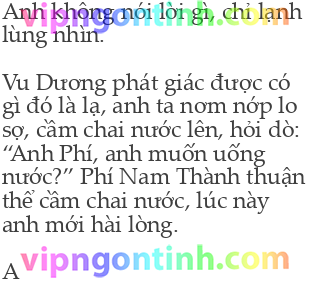 Anh không nói lời gì, chỉ lạnh
vipngontinh.com
lùng nhìn.
Vu Dương phát giác được có
gì đó là lạ, anh ta nơm nớp lo
sợ, cầm chai nước lên, hỏi dò:
“Anh Phí, anh muốn uống
nước?” Phí Nam Thành thuận
thể cầm chai nước, lúc này
anh mới hài lòng.
vipngontinh.com
A